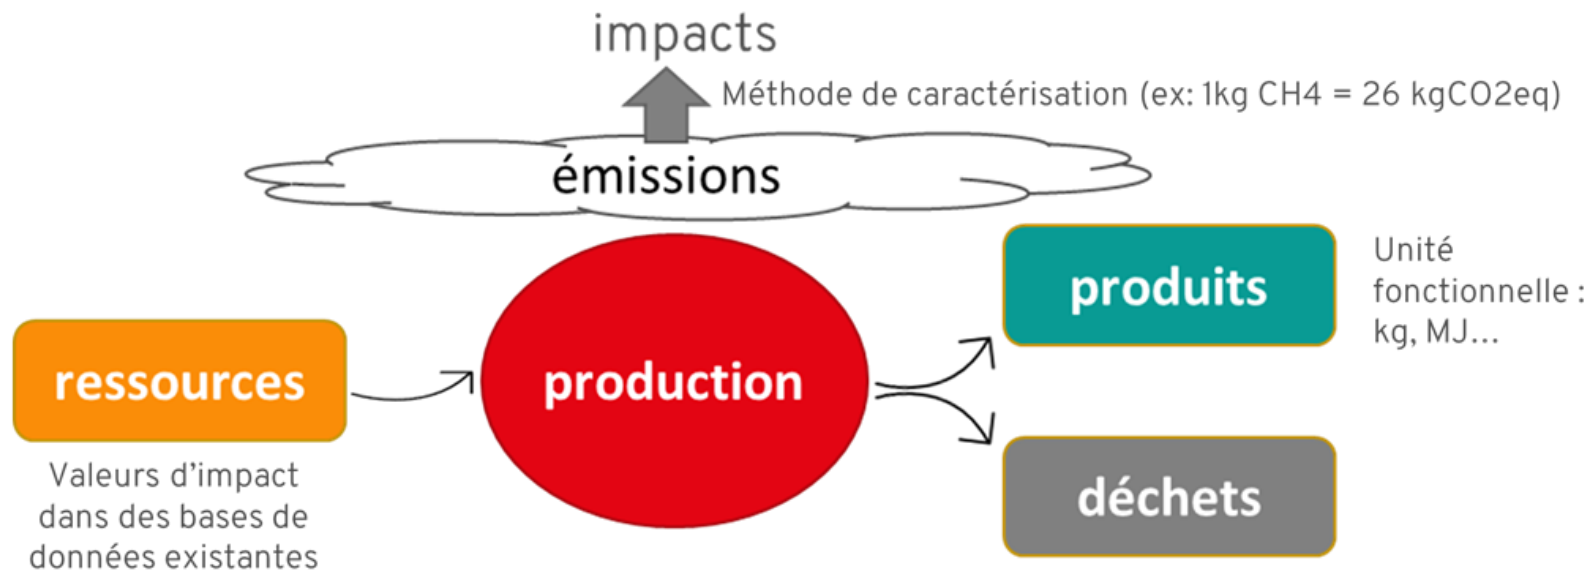 impacts
Méthode de caractérisation (ex: 1kg CH4 = 26 kgCO2eq)
émissions
produits
Unité
fonctionnelle :
kg, MJ...
ressources
production
Valeurs d'impact
dans des bases de
données existantes
déchets